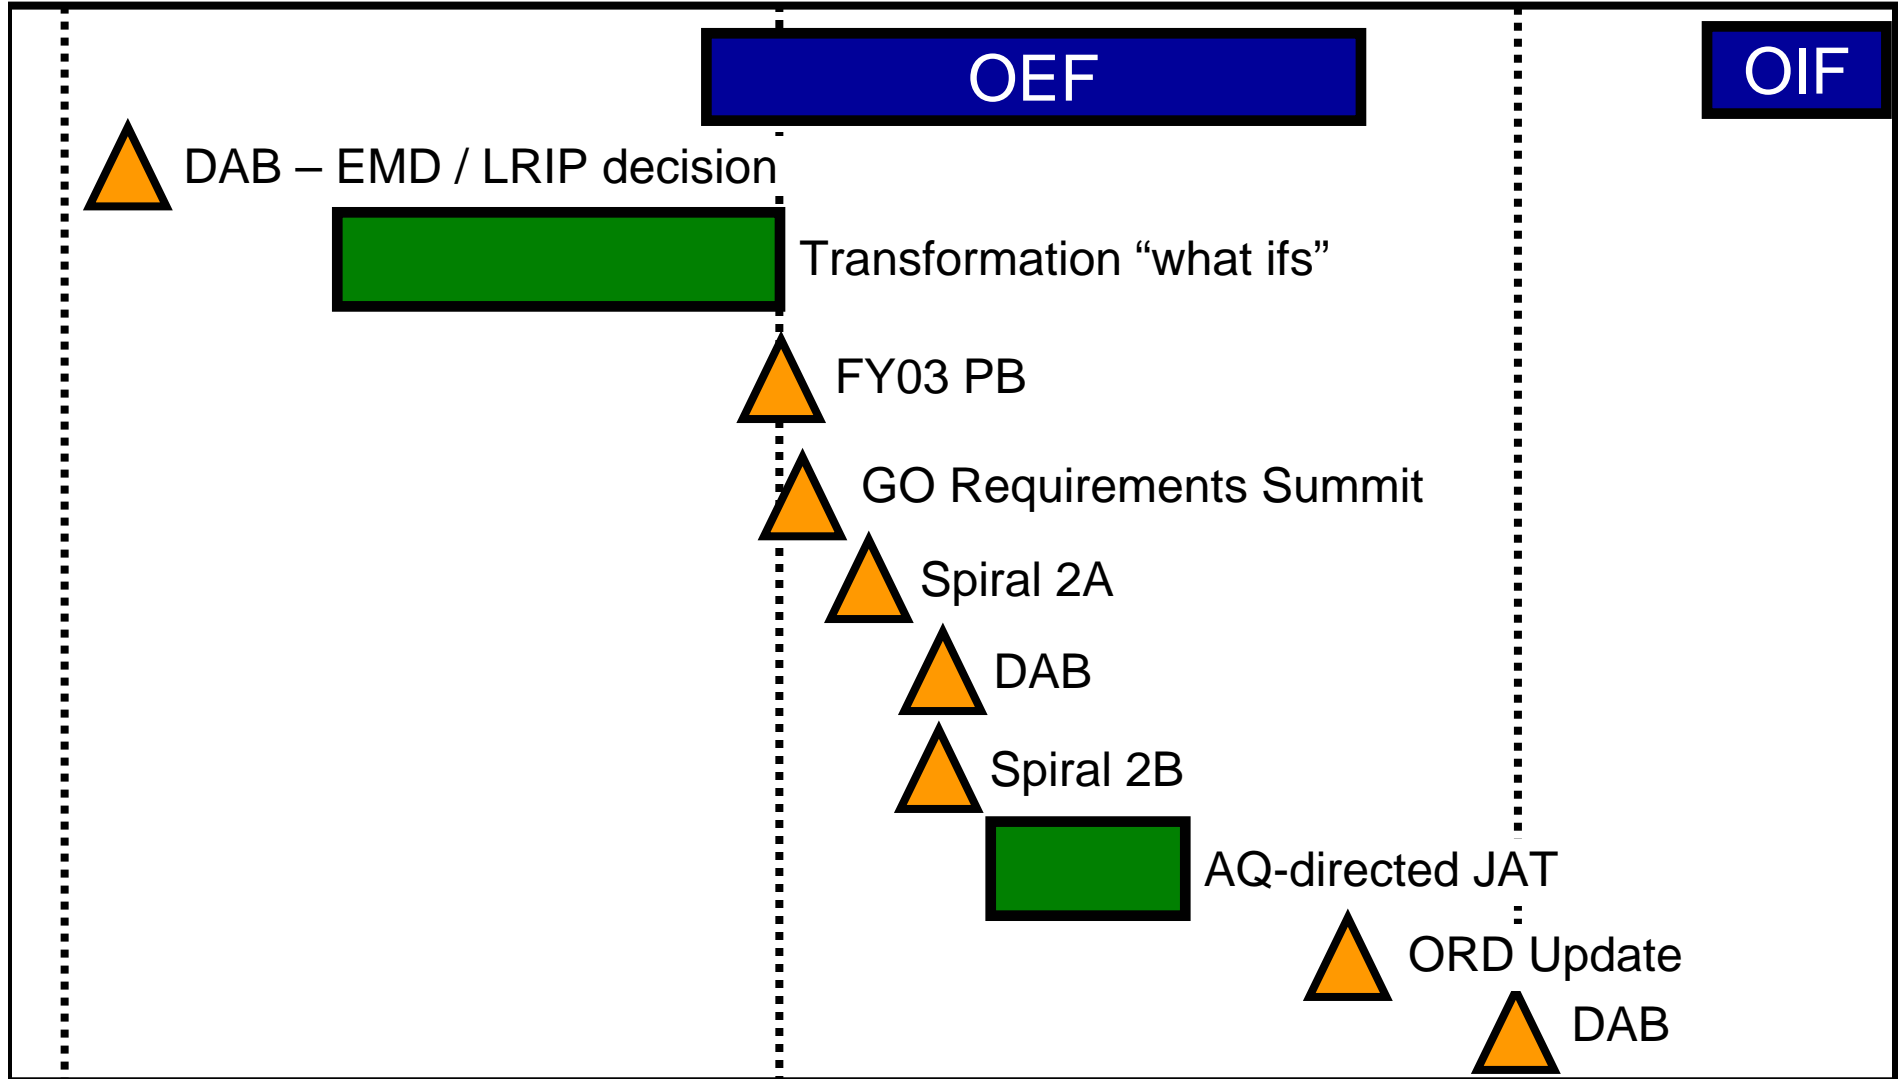 OEF
OIF
DAB – EMD / LRIP decision
Transformation “what ifs”
FY03 PB
GO Requirements Summit
Spiral 2A
DAB
Spiral 2B
AQ-directed JAT
ORD Update
DAB